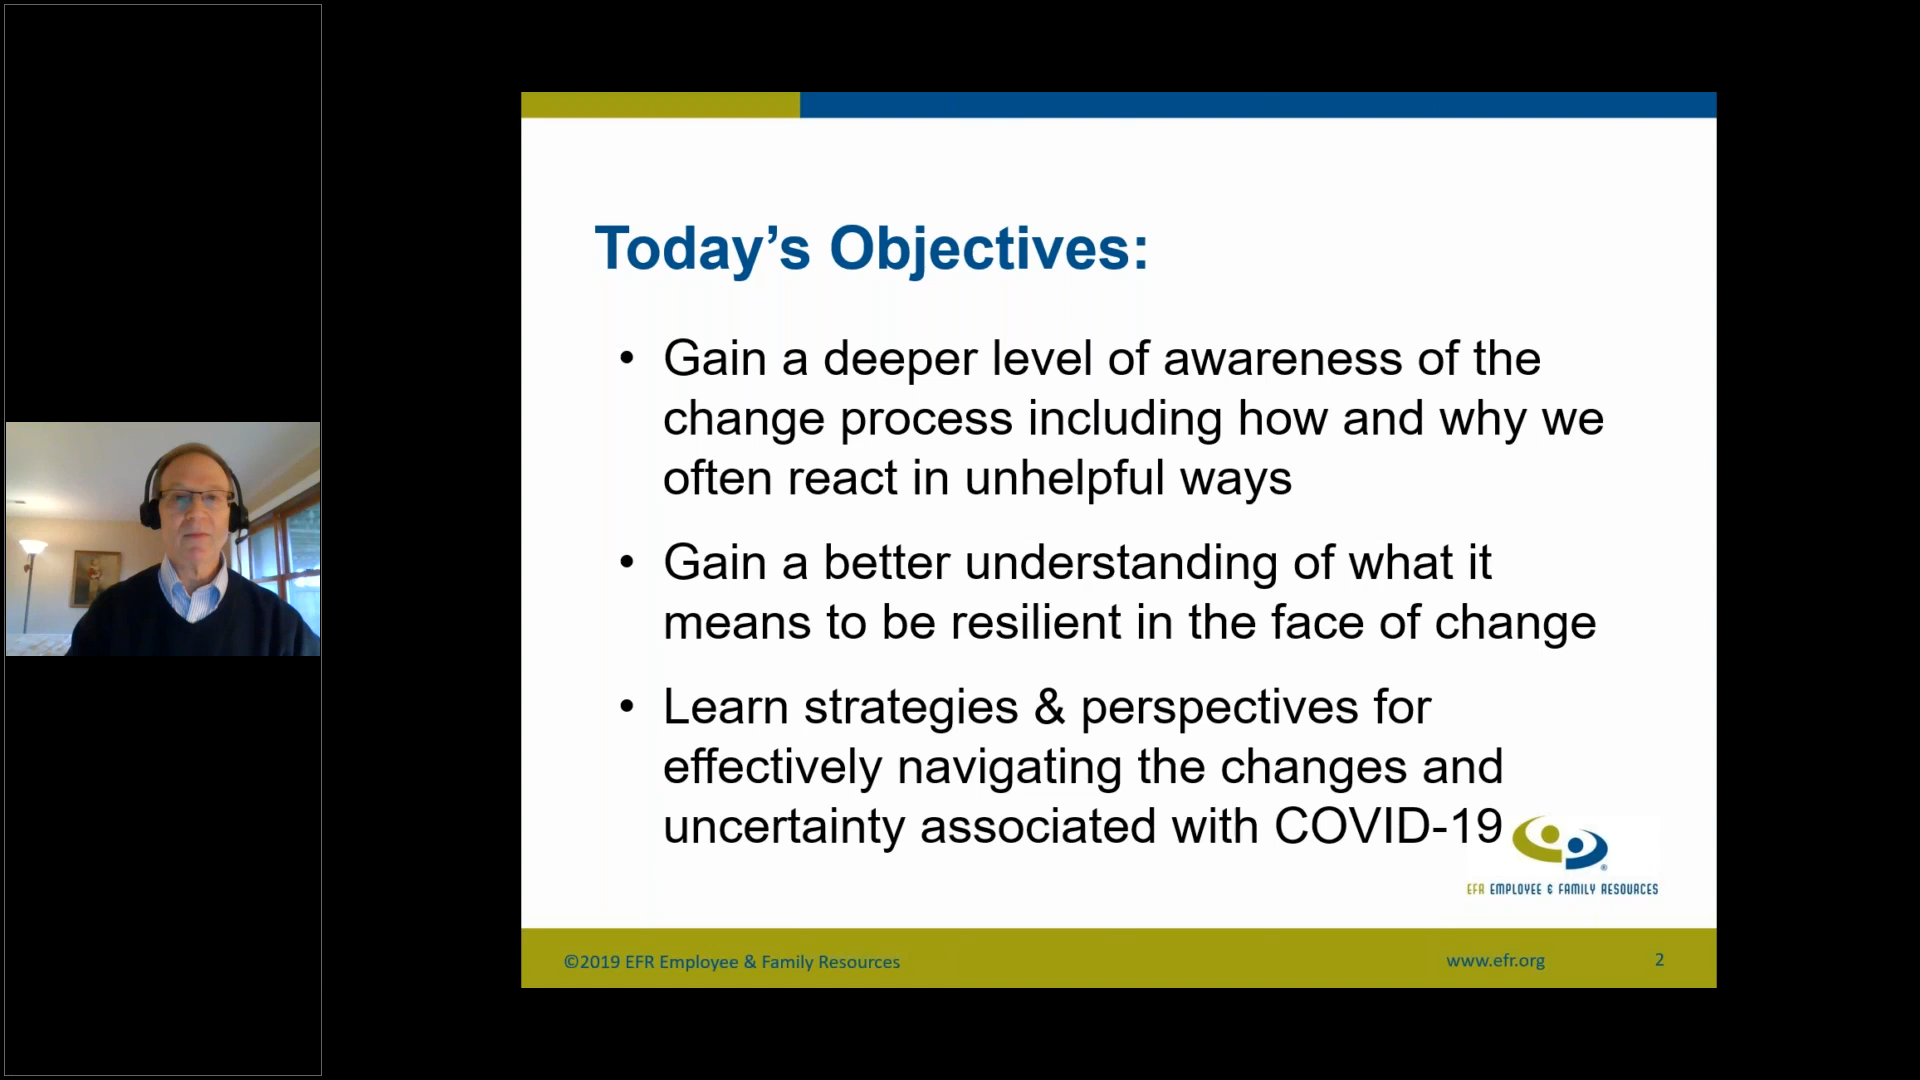 Today’s Objectives:
• Gain a deeper level of awareness of the
change process including how and why we
often react in unhelpful ways
• Gain a better understanding of what it
means to be resilient in the face of change
• Learn strategies & perspectives for
effectively navigating the changes and
uncertainty associated with COVID-19
®
EFR EMPLOYEE & FAMILY RESOURCES
©2019 EFR Employee & Family Resources
www.efr.org
2